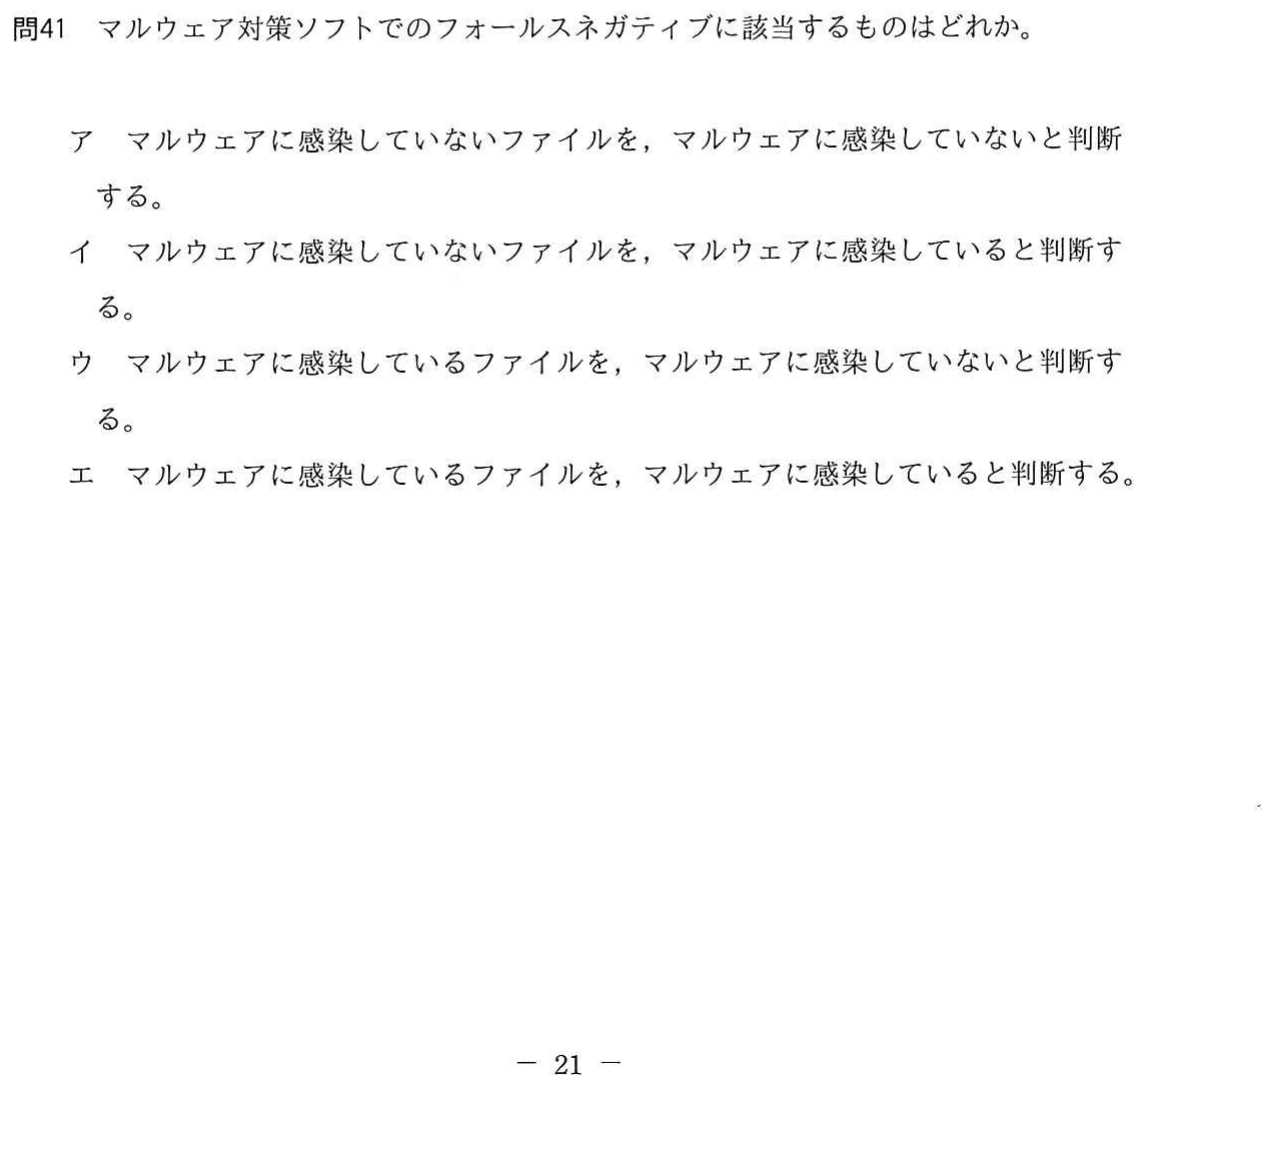 問41 マルウェア対策ソフトでのフォールスネガティブに該当するものはどれか。
ア マルウェアに感染していないファイルを，マルウェアに感染していないと判断
する。
イ マルウェアに感染していないファイルを，マルウェアに感染していると判断す
る。
ウ マルウェアに感染しているファイルを，マルウェアに感染していないと判断す
る。
エ マルウェアに感染しているファイルを，マルウェアに感染していると判断する。
－ 21 －